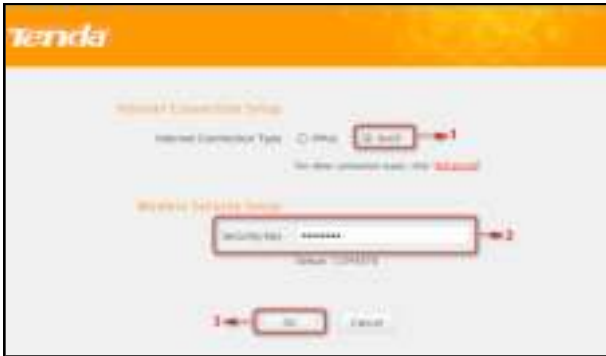 Tenda
Internet Connection Setup
Internet Connection Type PPPoE DHCP 1
For other connection types, click Advanced
Wireless Security Setup
Security Key •••••••• 2
Default: 12345678
3 OK Cancel